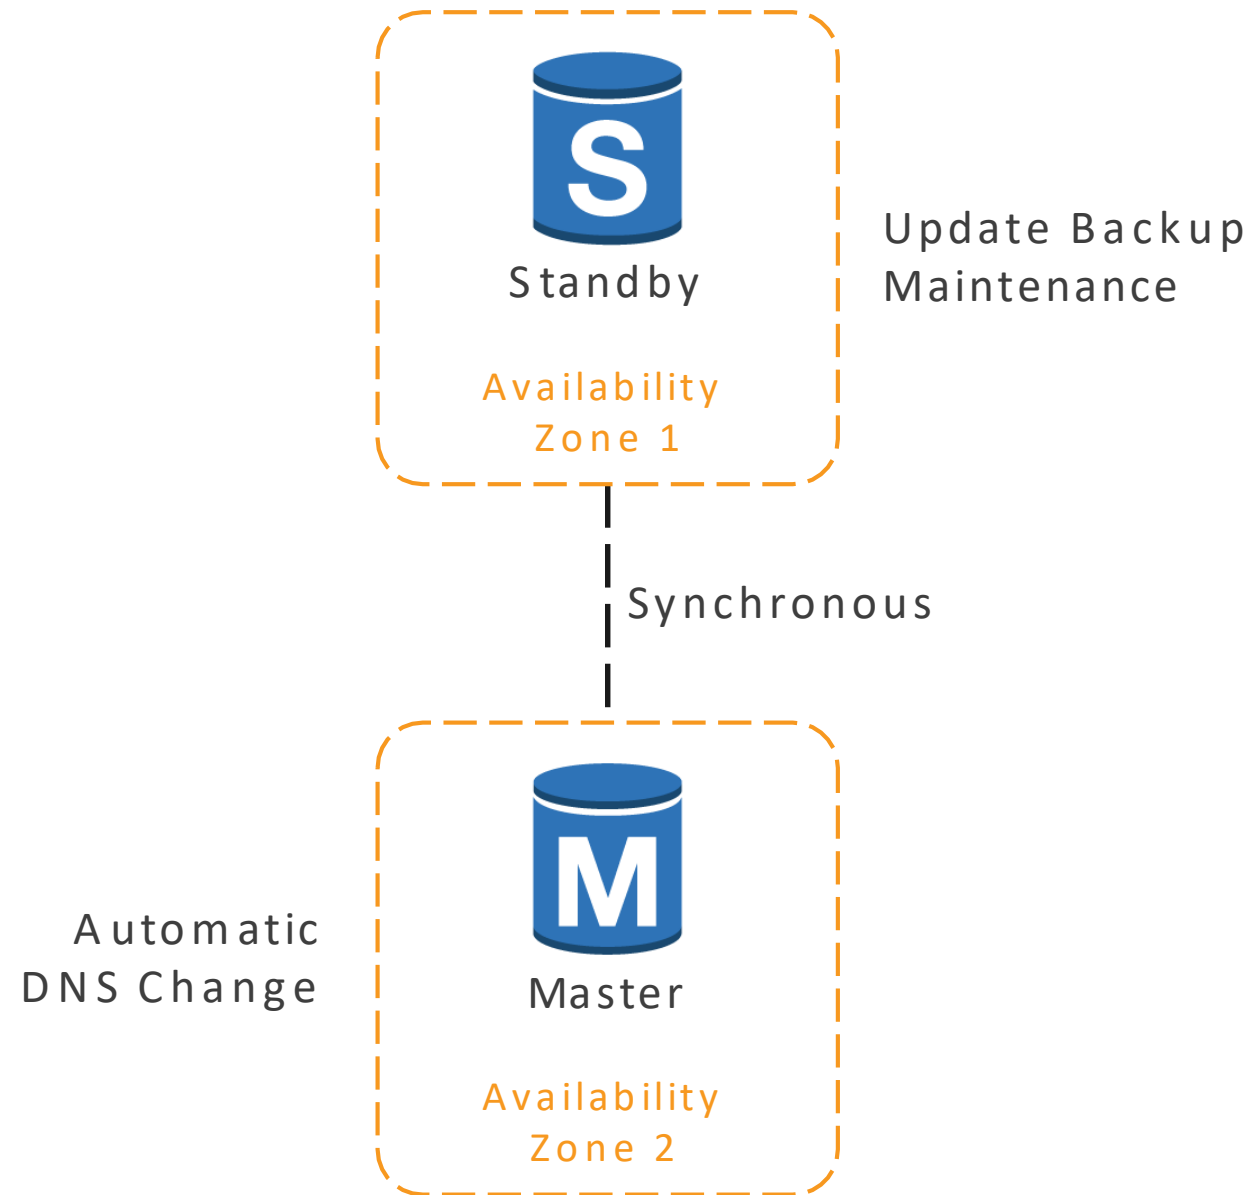 S
Standby
Update Backup
Maintenance
Availability
Zone 1
Synchronous
M
Automatic
DNS Change
Master
Availability
Zone 2